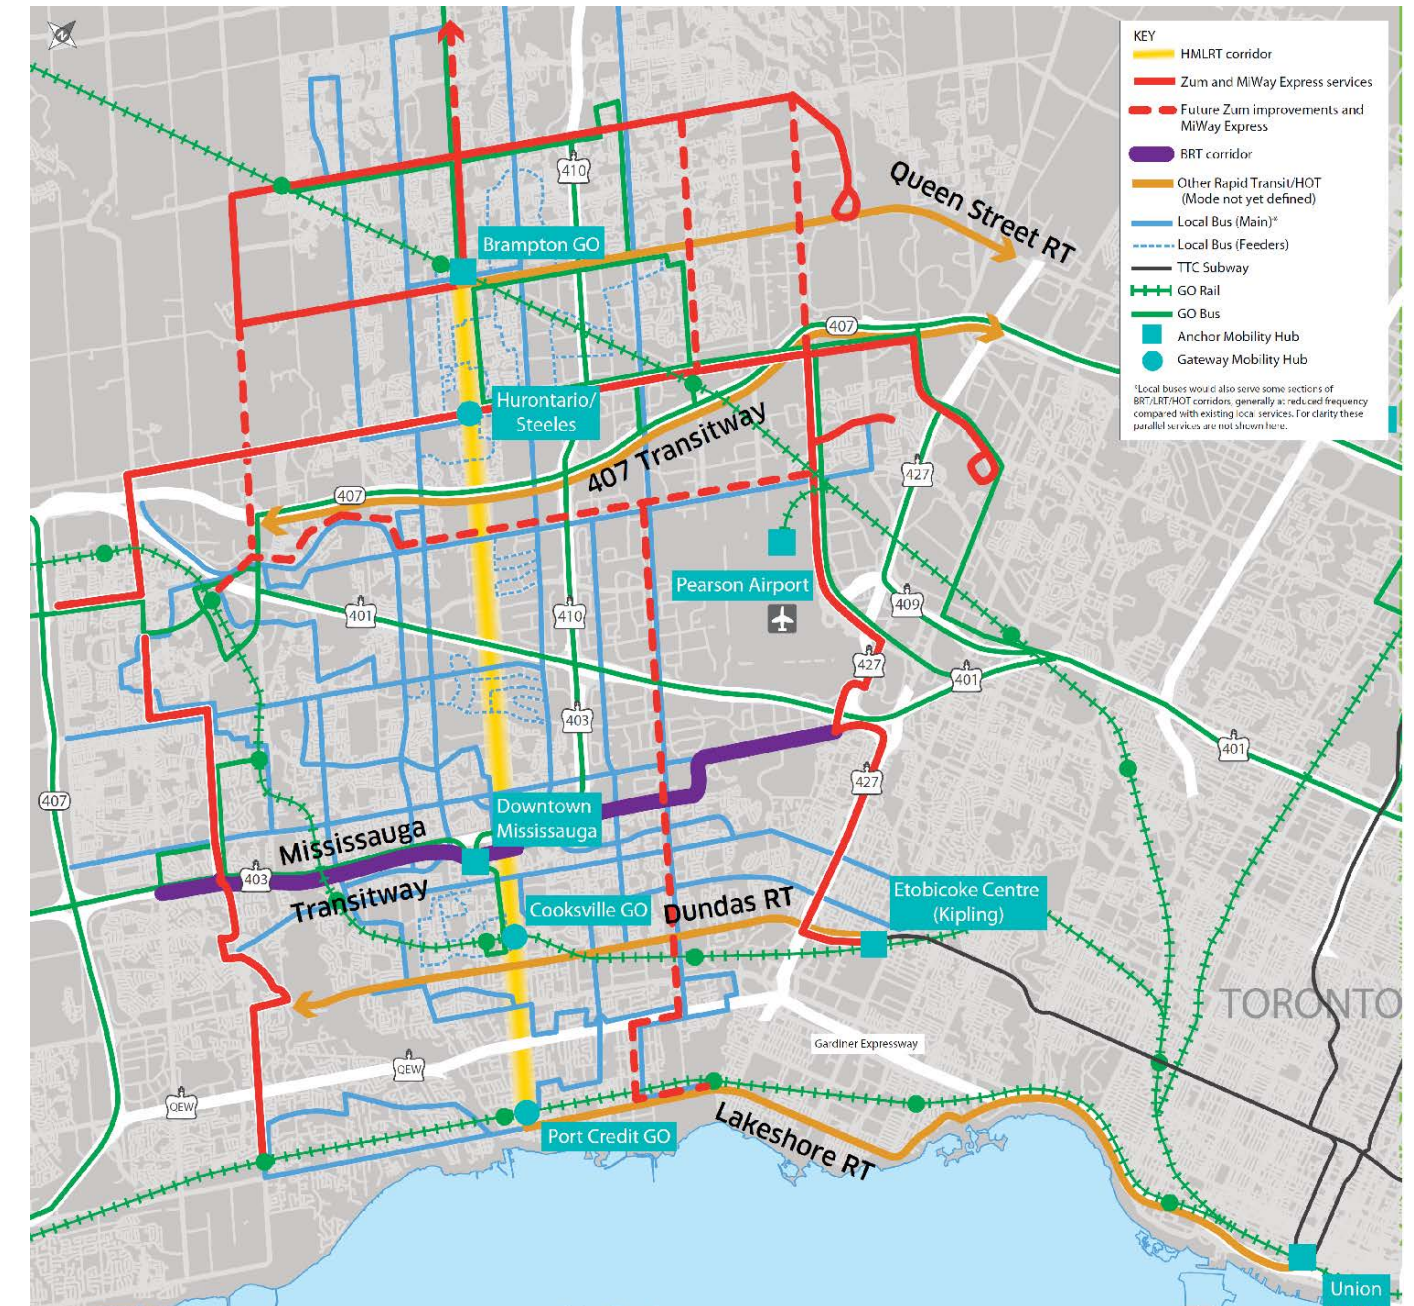 N
KEY
HMLRT corridor
Zum and MiWay Express services
Future Zum improvements and
MiWay Express
BRT corridor
Other Rapid Transit/HOT
(Mode not yet defined)
Local Bus (Main)*
Local Bus (Feeders)
TTC Subway
GO Rail
GO Bus
Anchor Mobility Hub
Gateway Mobility Hub
*Local buses would also serve some sections of
BRT/LRT/HOT corridors, generally at reduced frequency
compared with existing local services. For clarity these
parallel services are not shown here.
410
Queen Street RT
Brampton GO
407
Hurontario/
Steeles
407 Transitway
427
407
Pearson Airport
401
410
409
427
401
403
401
427
407
Downtown
Mississauga
Mississauga
403
Transitway
Etobicoke Centre
(Kipling)
Cooksville GO
Dundas RT
TORONTO
Gardiner Expressway
QEW
QEW
Port Credit GO
Lakeshore RT
Union